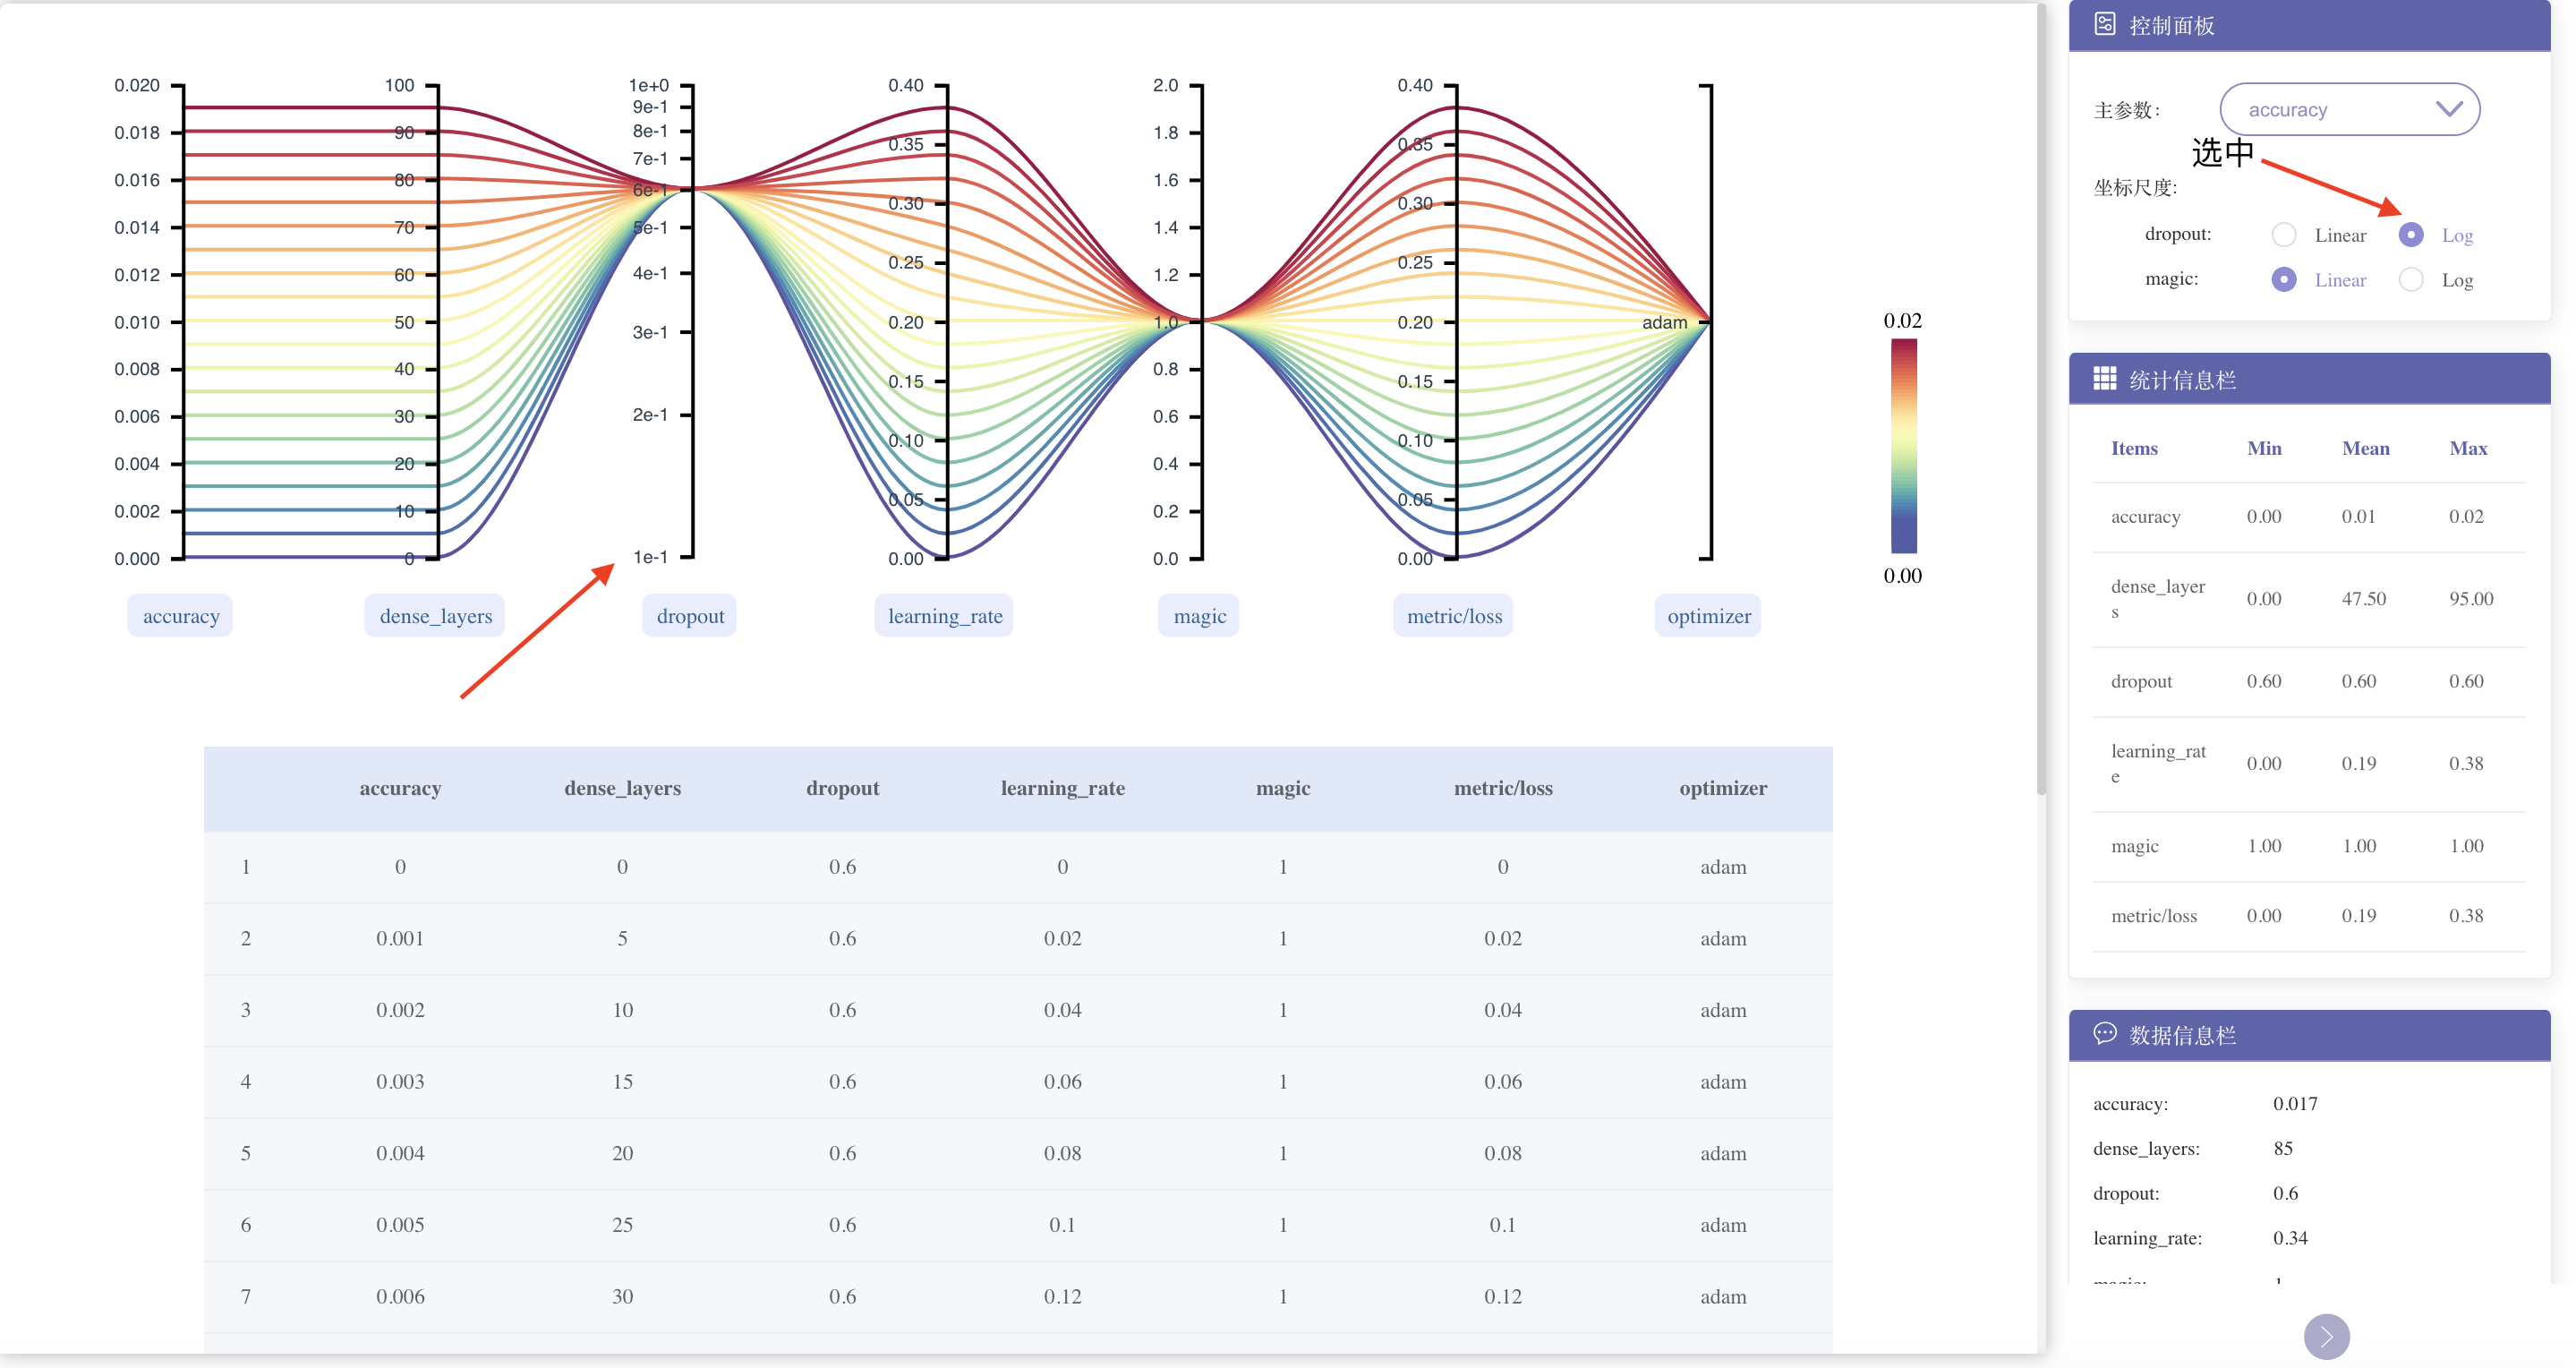 0.020
0.018
0.016
0.014
0.012
0.010
0.008
0.006
0.004
0.002
0.000
accuracy
100
90
80
70
60
50
40
30
20
10
0
dense_layers
1e+0
9e-1
8e-1
7e-1
6e-1
5e-1
4e-1
3e-1
2e-1
1e-1
dropout
0.40
0.35
0.30
0.25
0.20
0.15
0.10
0.05
0.00
learning_rate
2.0
1.8
1.6
1.4
1.2
1.0
0.8
0.6
0.4
0.2
0.0
magic
0.40
0.35
0.30
0.25
0.20
0.15
0.10
0.05
0.00
metric/loss
adam
optimizer
0.02
0.00
accuracy dense_layers dropout learning_rate magic metric/loss optimizer
1 0 0 0.6 0 1 0 adam
2 0.001 5 0.6 0.02 1 0.02 adam
3 0.002 10 0.6 0.04 1 0.04 adam
4 0.003 15 0.6 0.06 1 0.06 adam
5 0.004 20 0.6 0.08 1 0.08 adam
6 0.005 25 0.6 0.1 1 0.1 adam
7 0.006 30 0.6 0.12 1 0.12 adam
控制面板
主参数: accuracy
选中
坐标尺度:
dropout: Linear Log
magic: Linear Log
统计信息栏
Items Min Mean Max
accuracy 0.00 0.01 0.02
dense_layer
s 0.00 47.50 95.00
dropout 0.60 0.60 0.60
learning_rat
e 0.00 0.19 0.38
magic 1.00 1.00 1.00
metric/loss 0.00 0.19 0.38
数据信息栏
accuracy: 0.017
dense_layers: 85
dropout: 0.6
learning_rate: 0.34
magic: 1